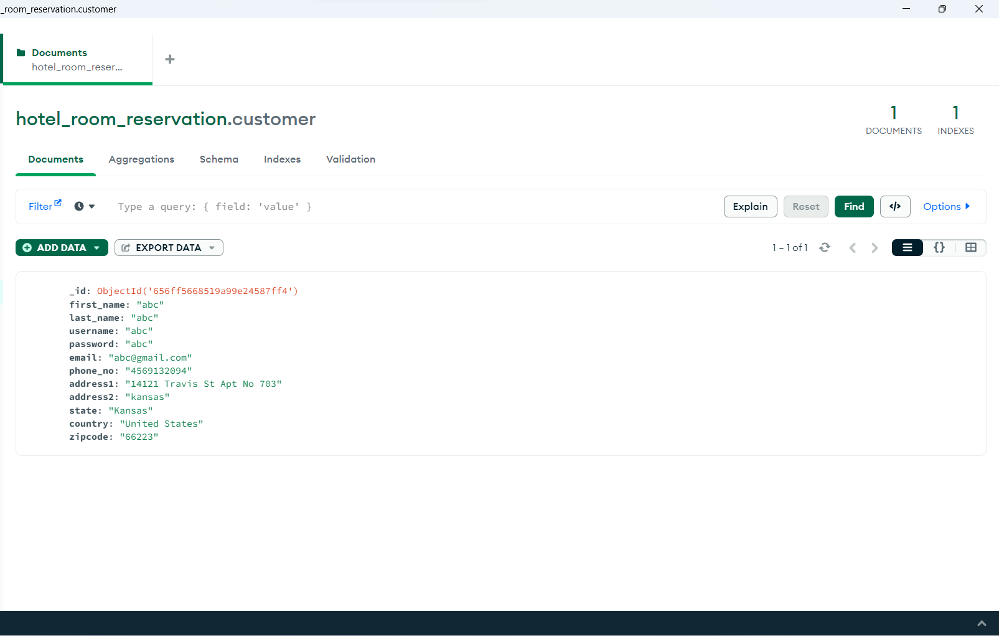 _room_reservation.customer
Documents
hotel_room_reser...
hotel_room_reservation.customer
1
DOCUMENTS
1
INDEXES
Documents Aggregations Schema Indexes Validation
Filter Type a query: { field: 'value' } Explain Reset Find </> Options
ADD DATA EXPORT DATA 1 – 1 of 1 {}
_id: ObjectId('656ff5668519a99e24587ff4')
first_name: "abc"
last_name: "abc"
username: "abc"
password: "abc"
email: "abc@gmail.com"
phone_no: "4569132094"
address1: "14121 Travis St Apt No 703"
address2: "kansas"
state: "Kansas"
country: "United States"
zipcode: "66223"